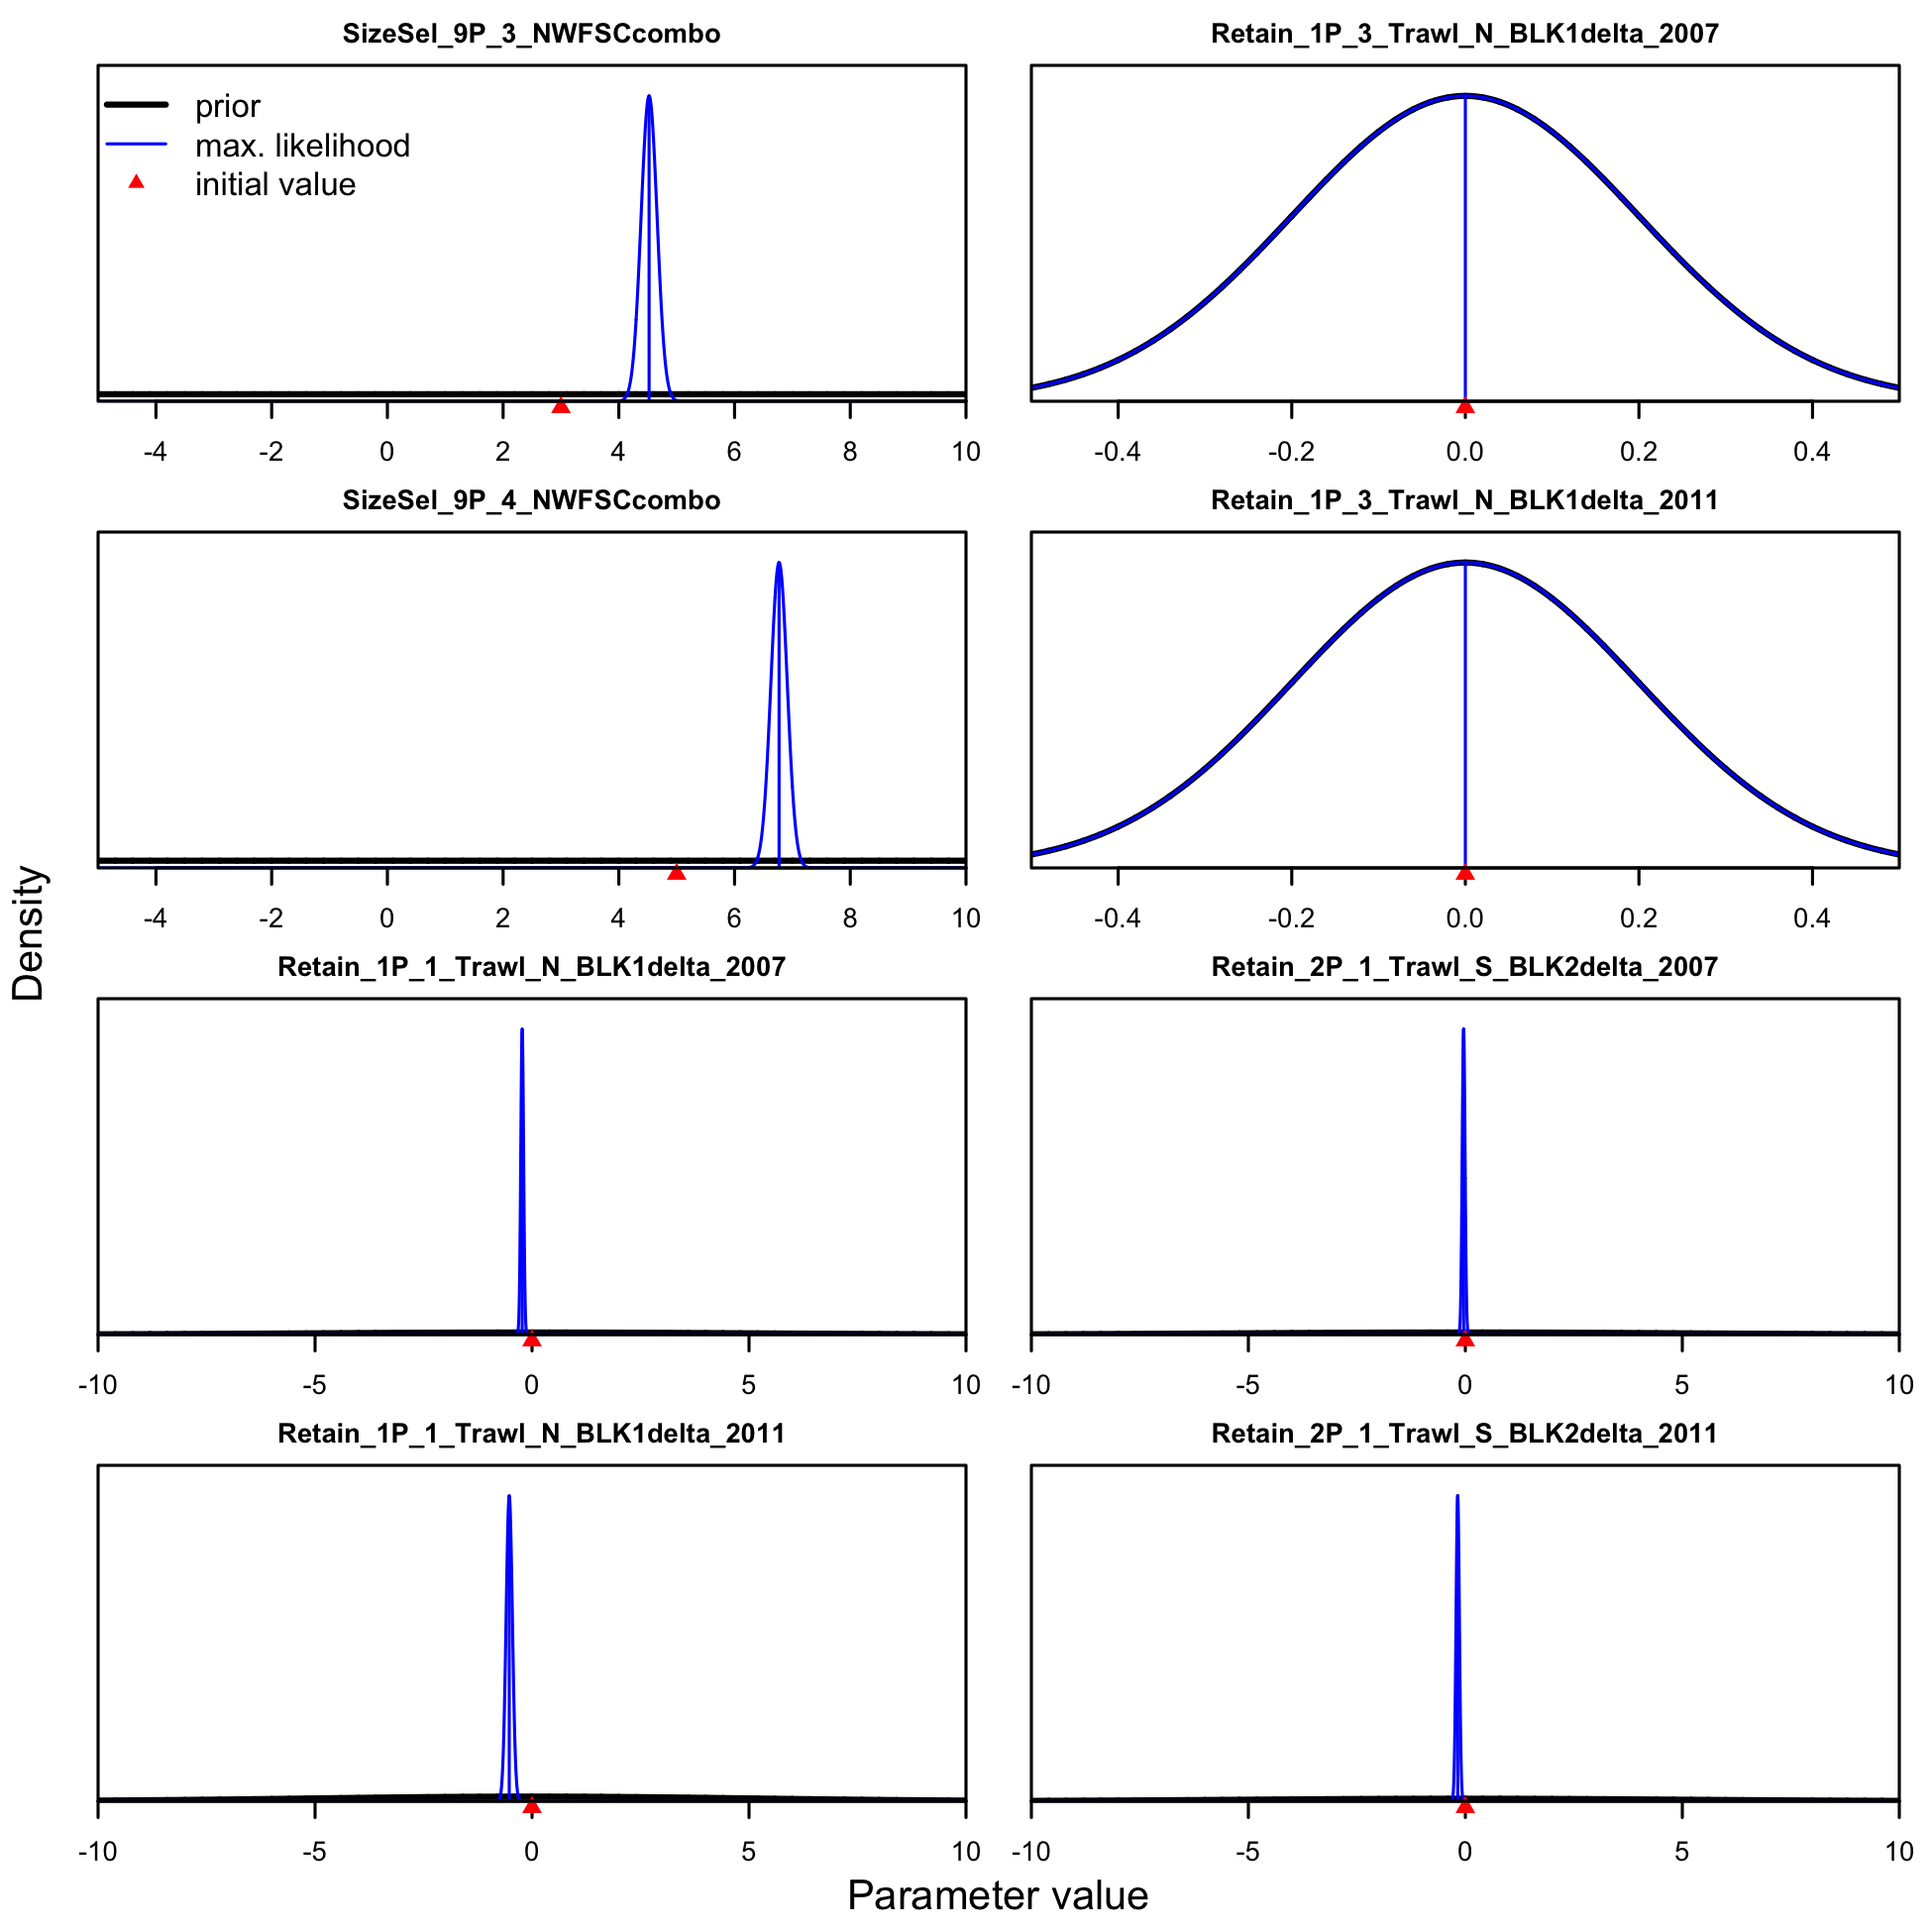 SizeSel_9P_3_NWFSCcombo
prior
max. likelihood
initial value
-4 -2 0 2 4 6 8 10
Retain_1P_3_Trawl_N_BLK1delta_2007
-0.4 -0.2 0.0 0.2 0.4
SizeSel_9P_4_NWFSCcombo
-4 -2 0 2 4 6 8 10
Retain_1P_3_Trawl_N_BLK1delta_2011
-0.4 -0.2 0.0 0.2 0.4
Retain_1P_1_Trawl_N_BLK1delta_2007
-10 -5 0 5 10
Retain_2P_1_Trawl_S_BLK2delta_2007
-10 -5 0 5 10
Retain_1P_1_Trawl_N_BLK1delta_2011
-10 -5 0 5 10
Retain_2P_1_Trawl_S_BLK2delta_2011
-10 -5 0 5 10
Density
Parameter value